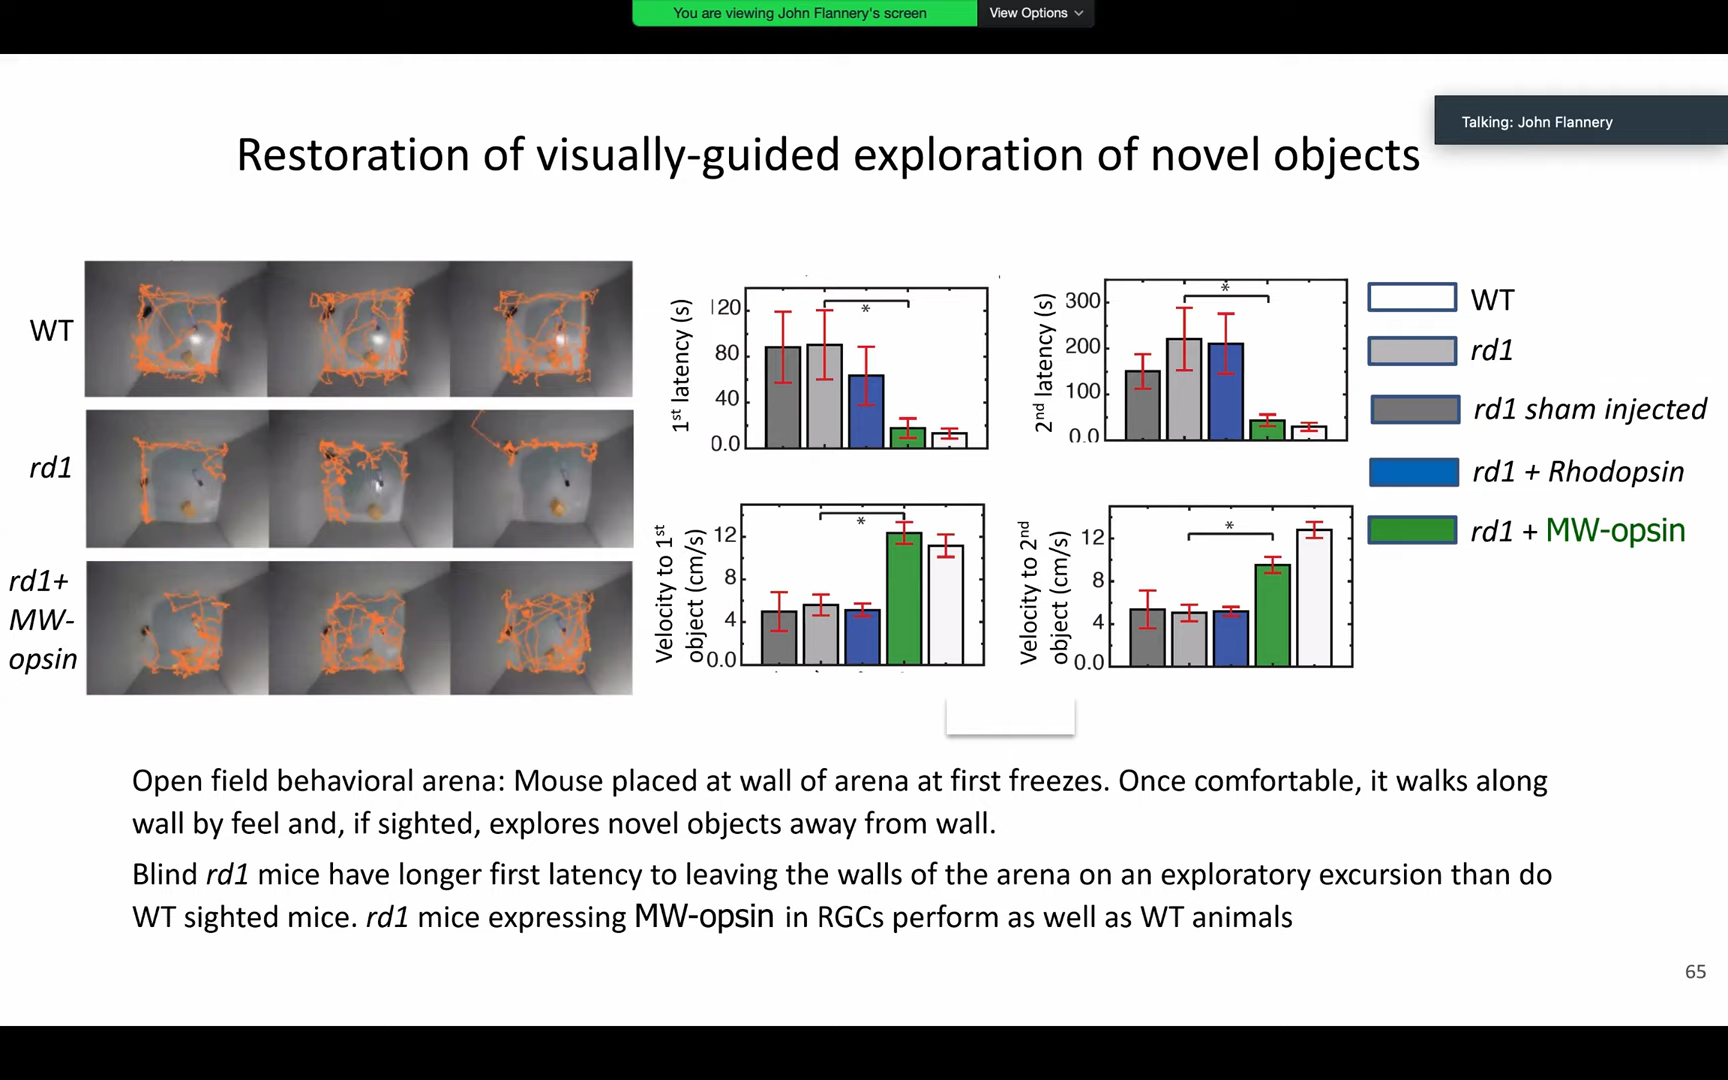 You are viewing John Flannery's screen
View Options
Talking: John Flannery
Restoration of visually-guided exploration of novel objects
WT
rd1
rd1+
MW-
opsin
1st latency (s)
120
80
40
0.0
*
2nd latency (s)
300
200
100
0.0
*
Velocity to 1st
object (cm/s)
12
8
4
0.0
*
Velocity to 2nd
object (cm/s)
12
8
4
0.0
*
WT
rd1
rd1 sham injected
rd1 + Rhodopsin
rd1 + MW-opsin
Open field behavioral arena: Mouse placed at wall of arena at first freezes. Once comfortable, it walks along
wall by feel and, if sighted, explores novel objects away from wall.
Blind rd1 mice have longer first latency to leaving the walls of the arena on an exploratory excursion than do
WT sighted mice. rd1 mice expressing MW-opsin in RGCs perform as well as WT animals
65